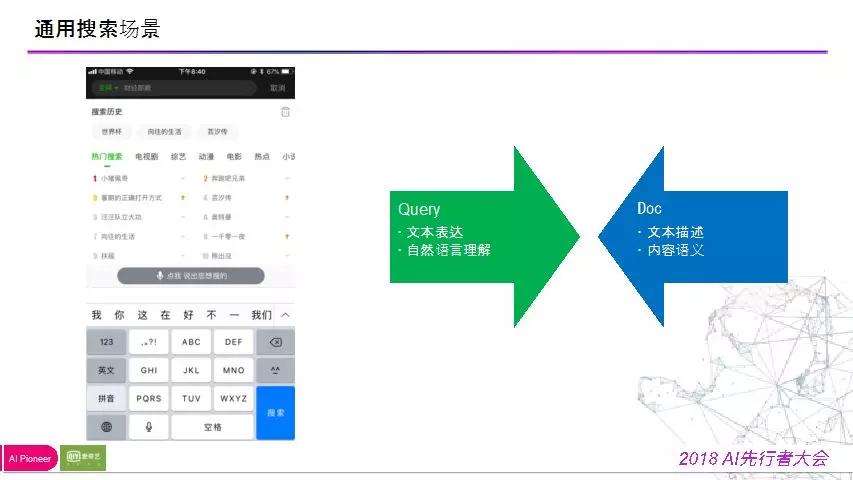 通用搜索场景
中国移动
下午8:40
67%
全网
取消
搜索历史
世界杯
向往的生活
芸汐传
热门搜索 电视剧 综艺 动漫 电影 热点 小说
1 小猪佩奇
2 奔跑吧兄弟
3 暑期的正确打开方式
4 芸汐传
5 汪汪队立大功
6 奥特曼
7 向往的生活
8 一千零一夜
9 扶摇
10 熊出没
点我 说出您想搜的
我 你 这 在 好 不 一 我们
123 ,。?! ABC DEF
英文 GHI JKL MNO ^^
拼音 PQRS TUV WXYZ
搜索
空格
Query
· 文本表达
· 自然语言理解
Doc
· 文本描述
· 内容语义
AI Pioneer
QIY 爱奇艺
2018 AI先行者大会